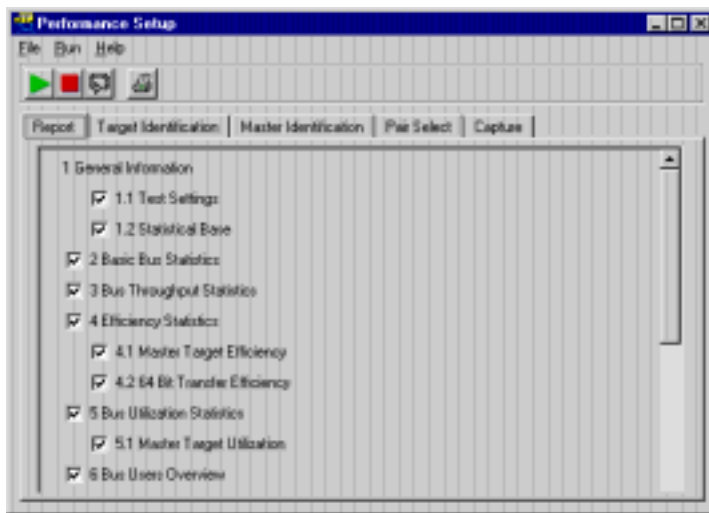 Performance Setup
File Run Help
Report Target Identification Master Identification Pair Select Capture
1 General Information
1.1 Test Settings
1.2 Statistical Base
2 Basic Bus Statistics
3 Bus Throughput Statistics
4 Efficiency Statistics
4.1 Master Target Efficiency
4.2 64 Bit Transfer Efficiency
5 Bus Utilization Statistics
5.1 Master Target Utilization
6 Bus Users Overview